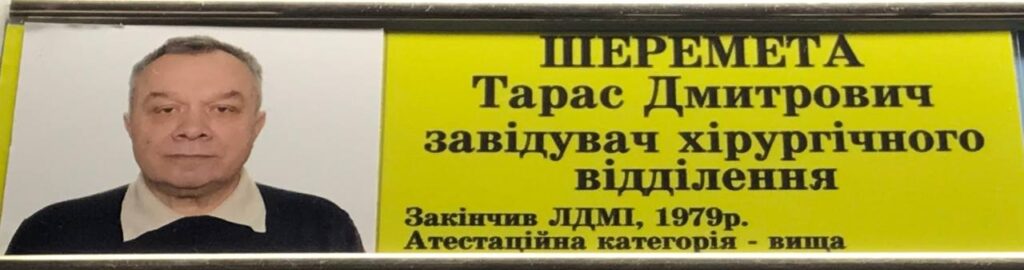 ШЕРЕМЕТА
Тарас Дмитрович
завідувач хірургічного
відділення
Закінчив ЛДМІ, 1979р.
Атестаційна категорія - вища